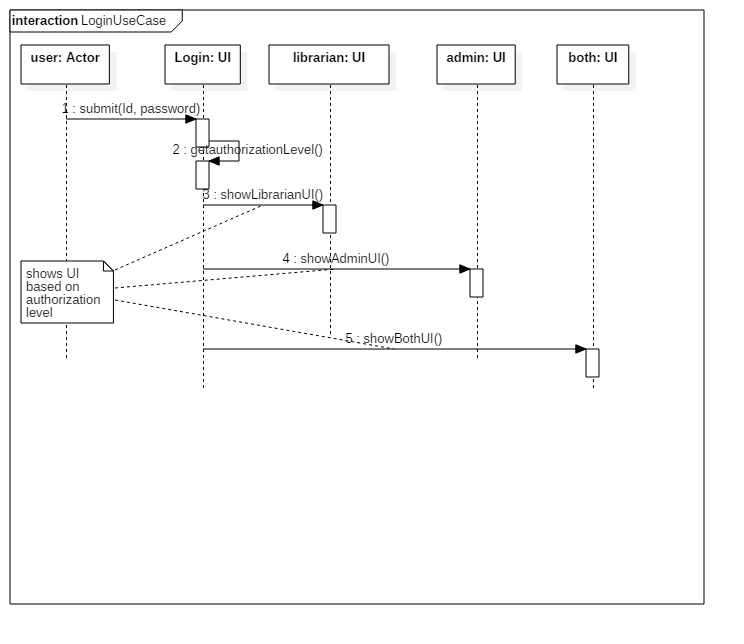 interaction LoginUseCase
user: Actor
Login: UI
librarian: UI
admin: UI
both: UI
1 : submit(Id, password)
2 : getauthorizationLevel()
3 : showLibrarianUI()
4 : showAdminUI()
shows UI
based on
authorization
level
5 : showBothUI()